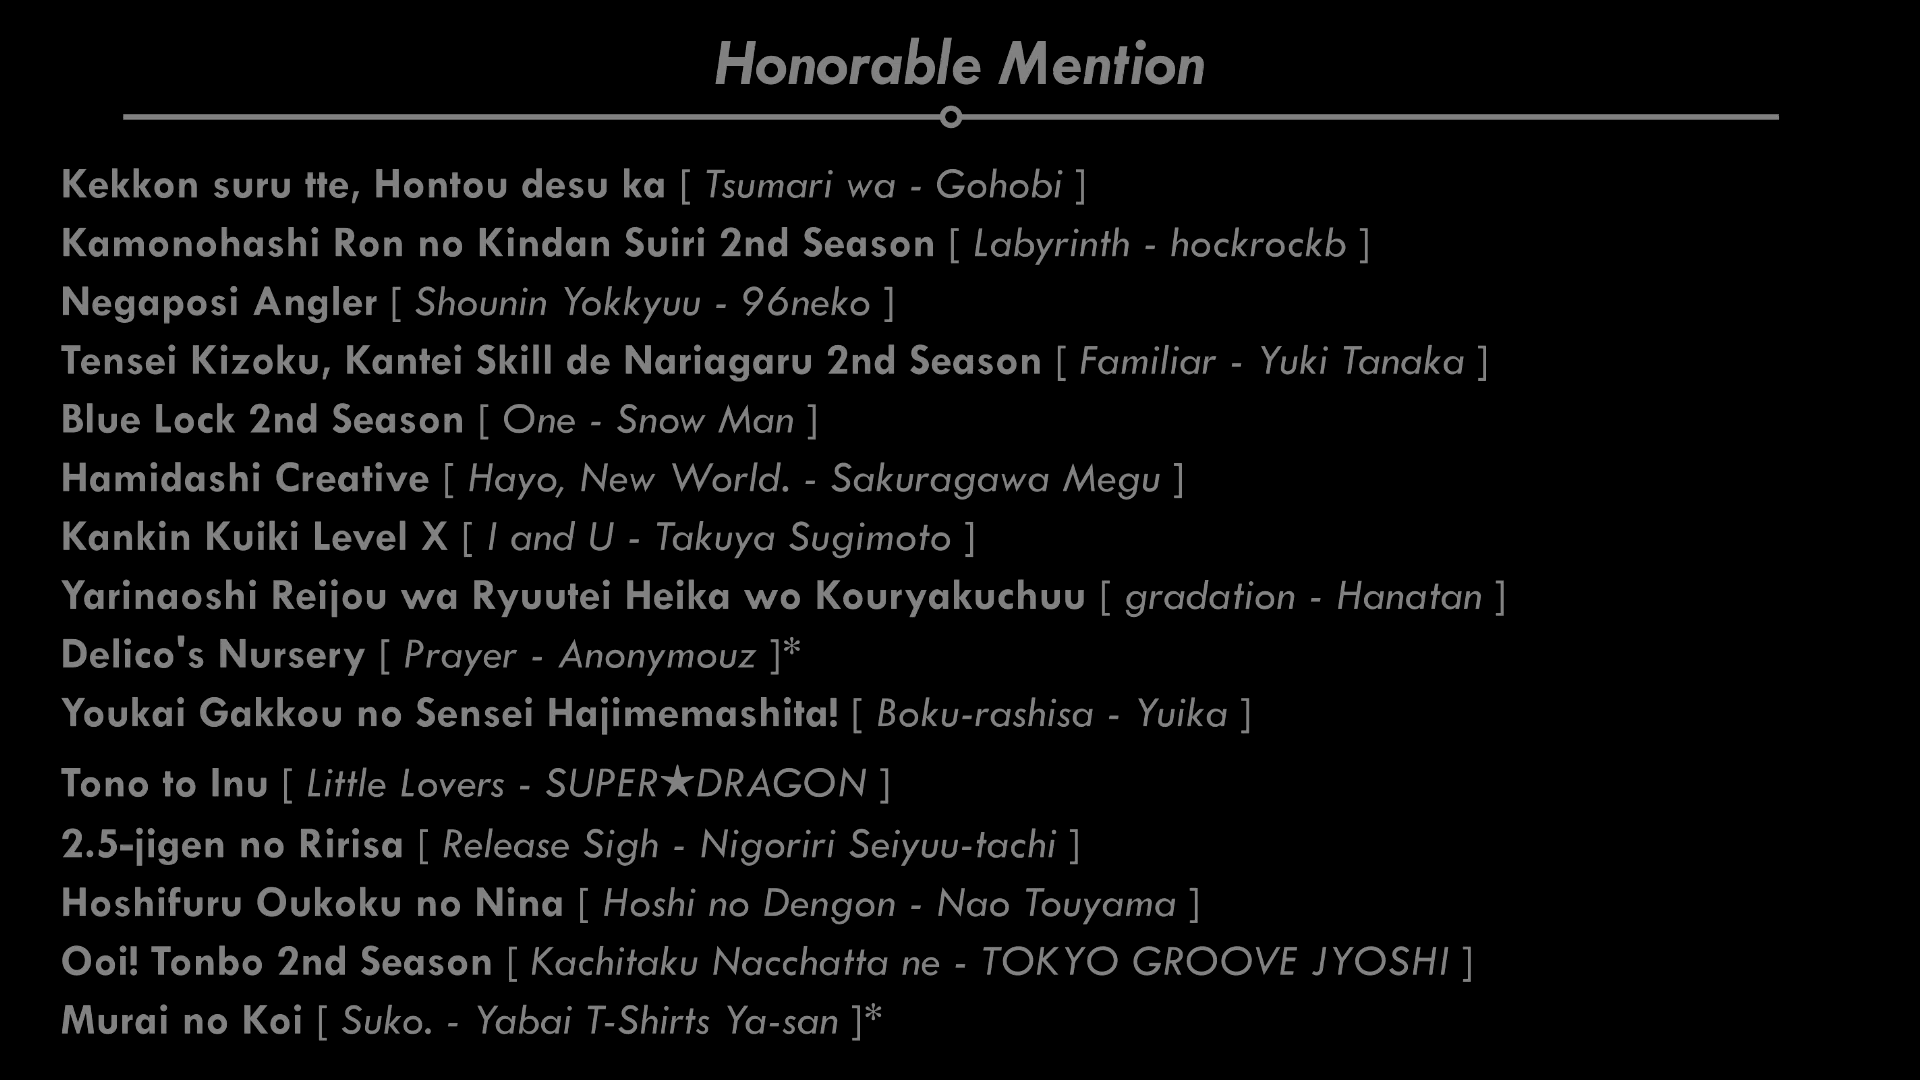 Honorable Mention
Kekkon suru tte, Hontou desu ka [ Tsumari wa - Gohobi ]
Kamonohashi Ron no Kindan Suiri 2nd Season [ Labyrinth - hockrockb ]
Negaposi Angler [ Shounin Yokkyuu - 96neko ]
Tensei Kizoku, Kantei Skill de Nariagaru 2nd Season [ Familiar - Yuki Tanaka ]
Blue Lock 2nd Season [ One - Snow Man ]
Hamidashi Creative [ Hayo, New World. - Sakuragawa Megu ]
Kankin Kuiki Level X [ I and U - Takuya Sugimoto ]
Yarinaoshi Reijou wa Ryuutei Heika wo Kouryakuchuu [ gradation - Hanatan ]
Delico's Nursery [ Prayer - Anonymouz ]*
Youkai Gakkou no Sensei Hajimemashita! [ Boku-rashisa - Yuika ]
Tono to Inu [ Little Lovers - SUPER★DRAGON ]
2.5-jigen no Ririsa [ Release Sigh - Nigoriri Seiyuu-tachi ]
Hoshifuru Oukoku no Nina [ Hoshi no Dengon - Nao Touyama ]
Ooi! Tonbo 2nd Season [ Kachitaku Nacchatta ne - TOKYO GROOVE JYOSHI ]
Murai no Koi [ Suko. - Yabai T-Shirts Ya-san ]*